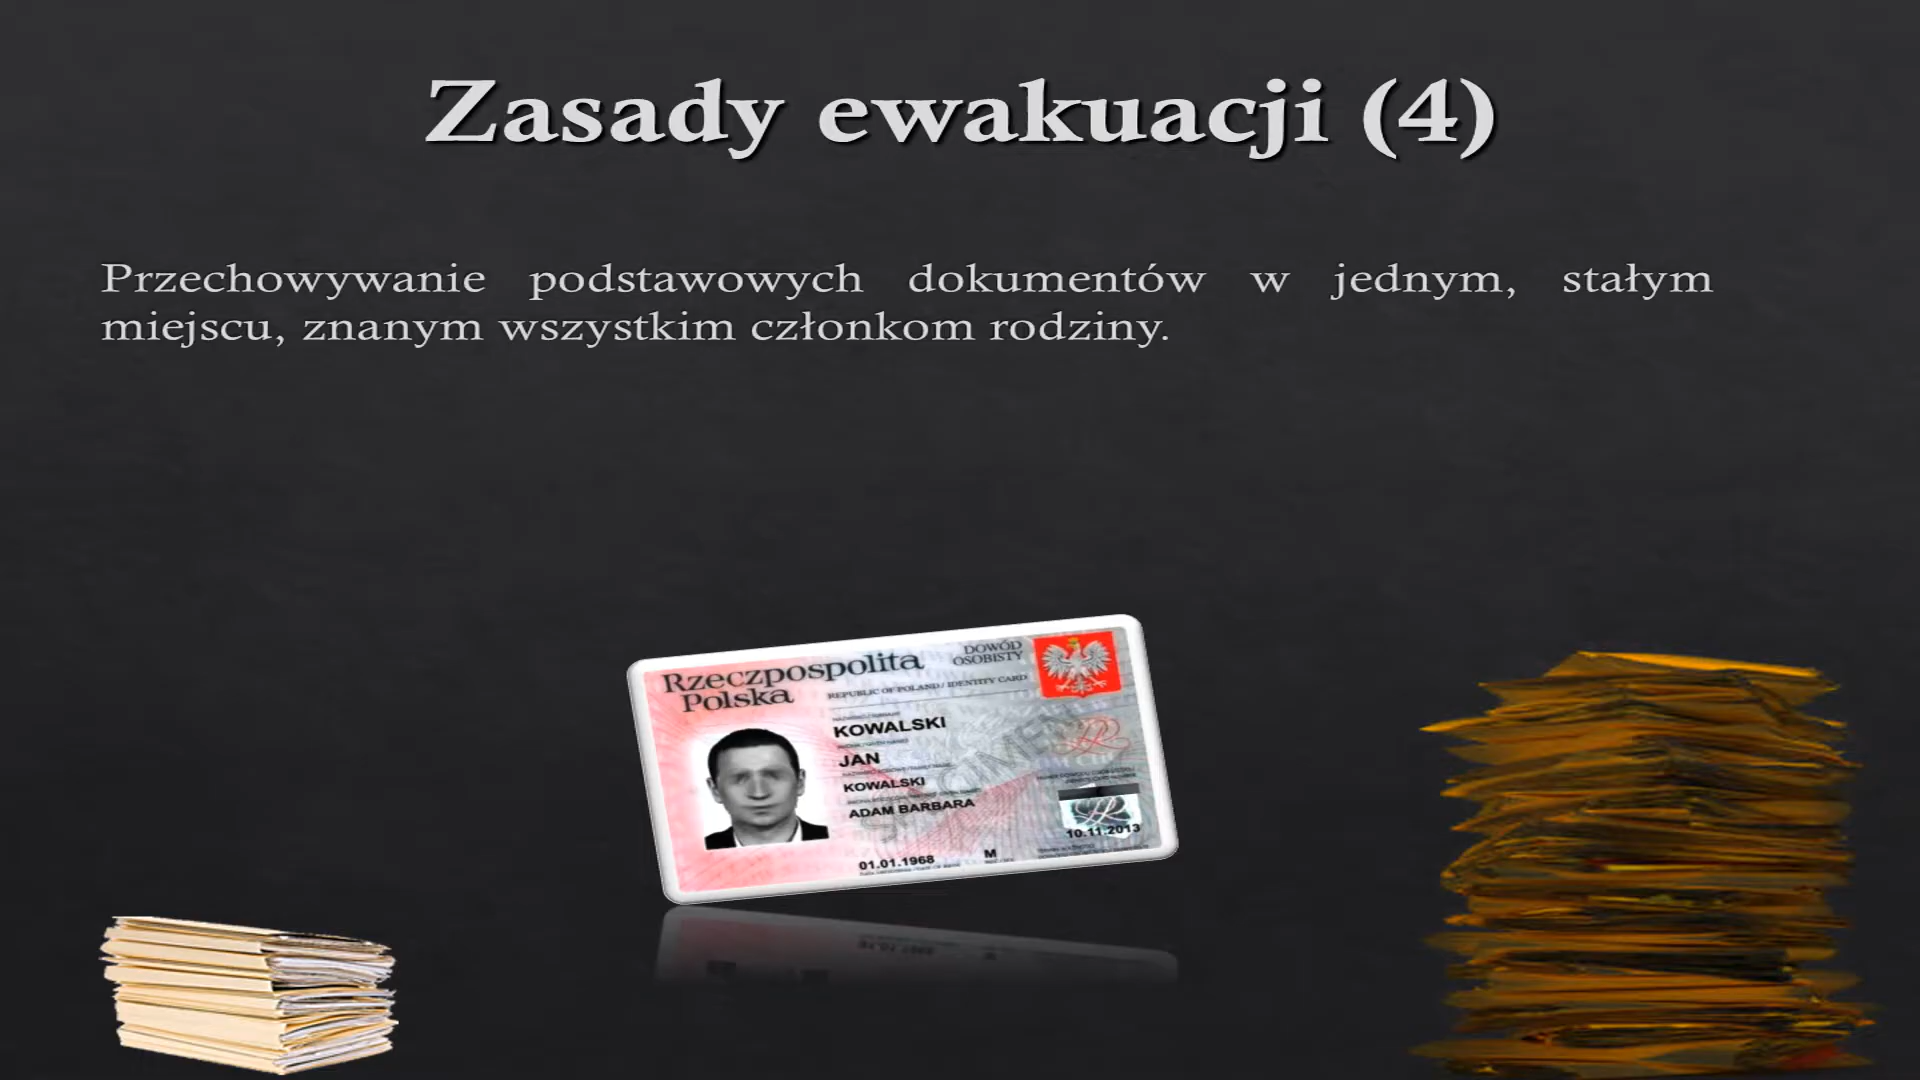 Zasady ewakuacji (4)
Przechowywanie podstawowych dokumentów w jednym, stałym
miejscu, znanym wszystkim członkom rodziny.
Rzeczpospolita
Polska
DOWÓD
OSOBISTY
REPUBLIC OF POLAND / IDENTITY CARD
KOWALSKI
JAN
KOWALSKI
ADAM BARBARA
01.01.1968
M
10.11.2013